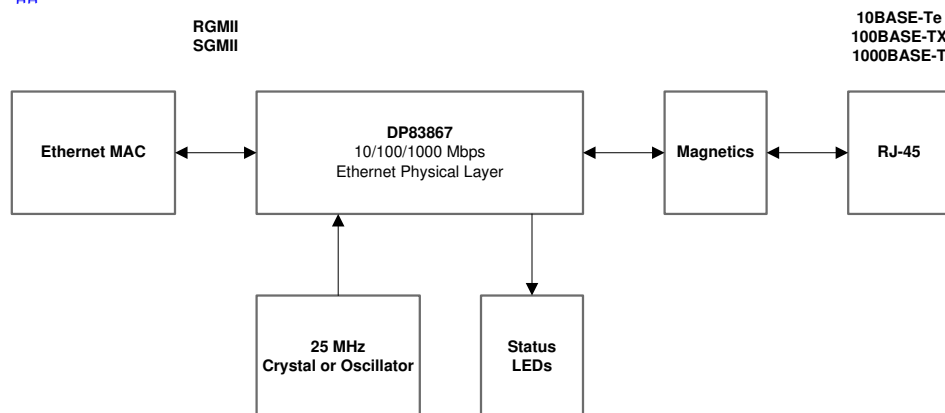 RGMII
SGMII
10BASE-Te
100BASE-TX
1000BASE-T
Ethernet MAC
DP83867
10/100/1000 Mbps
Ethernet Physical Layer
Magnetics
RJ-45
25 MHz
Crystal or Oscillator
Status
LEDs